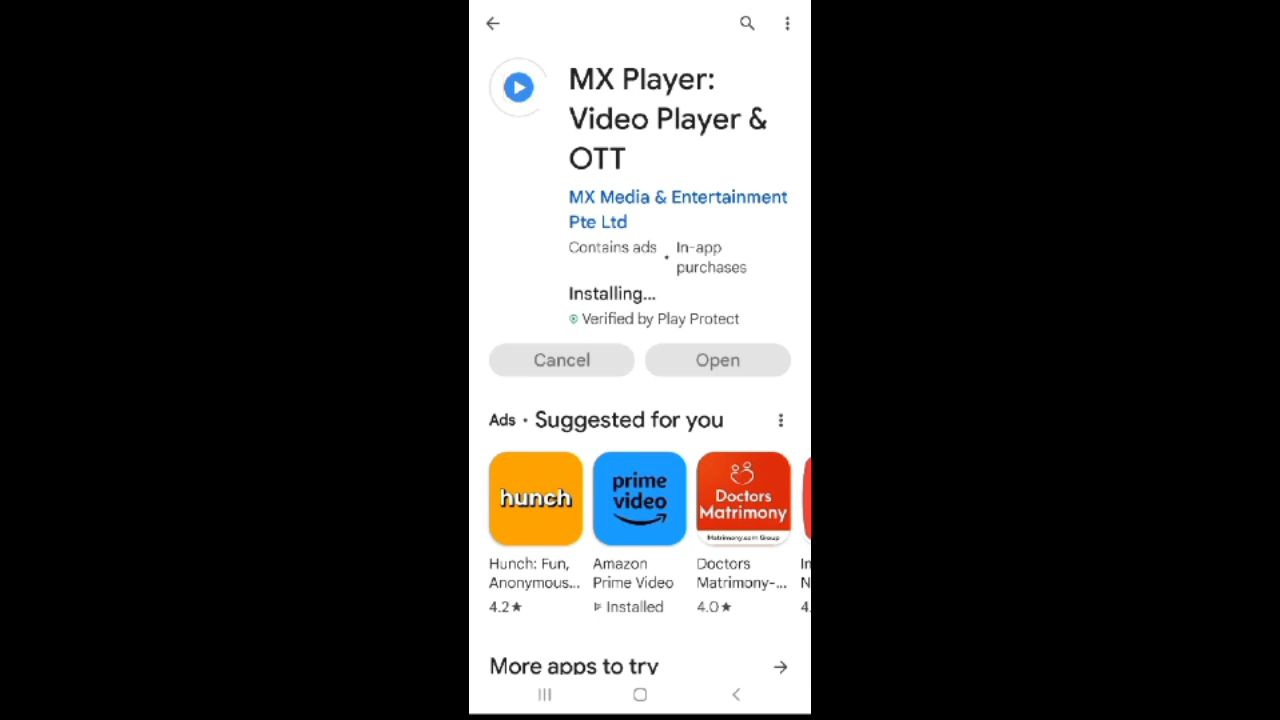 MX Player:
Video Player &
OTT
MX Media & Entertainment
Pte Ltd
Contains ads • In-app
purchases
Installing...
Verified by Play Protect
Cancel Open
Ads • Suggested for you
hunch
prime
video
Doctors
Matrimony
Matrimony.com Group
Hunch: Fun,
Anonymous...
4.2★
Amazon
Prime Video
Installed
Doctors
Matrimony-...
4.0★
In
N
4.
More apps to try